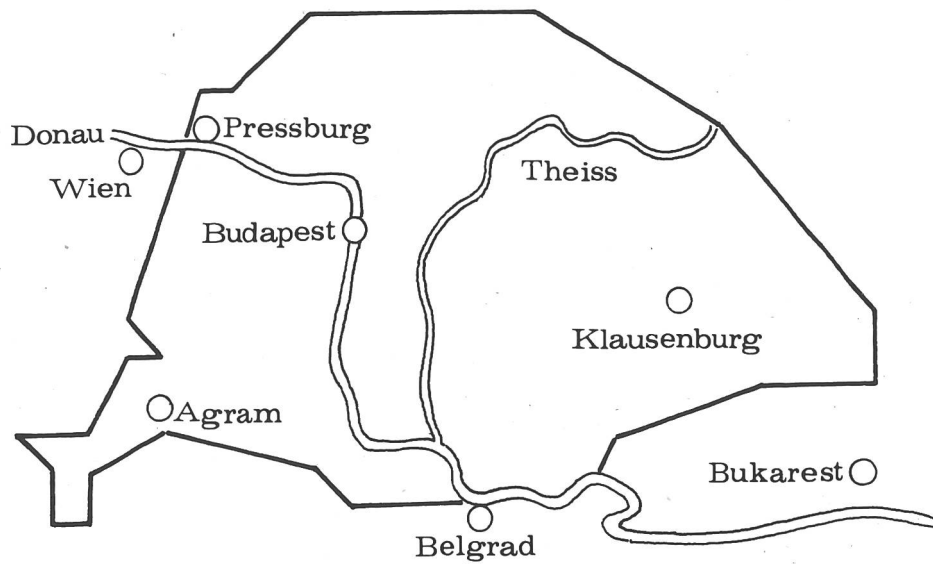 Donau
Pressburg
Wien
Theiss
Budapest
Klausenburg
Agram
Bukarest
Belgrad